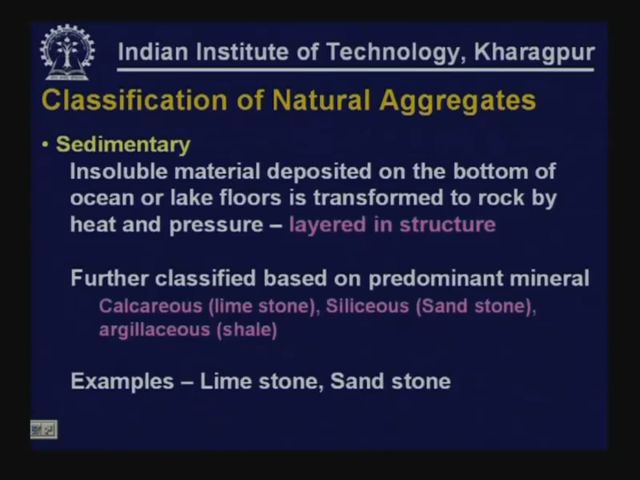 Indian Institute of Technology, Kharagpur
Classification of Natural Aggregates
• Sedimentary
Insoluble material deposited on the bottom of
ocean or lake floors is transformed to rock by
heat and pressure – layered in structure
Further classified based on predominant mineral
Calcareous (lime stone), Siliceous (Sand stone),
argillaceous (shale)
Examples – Lime stone, Sand stone